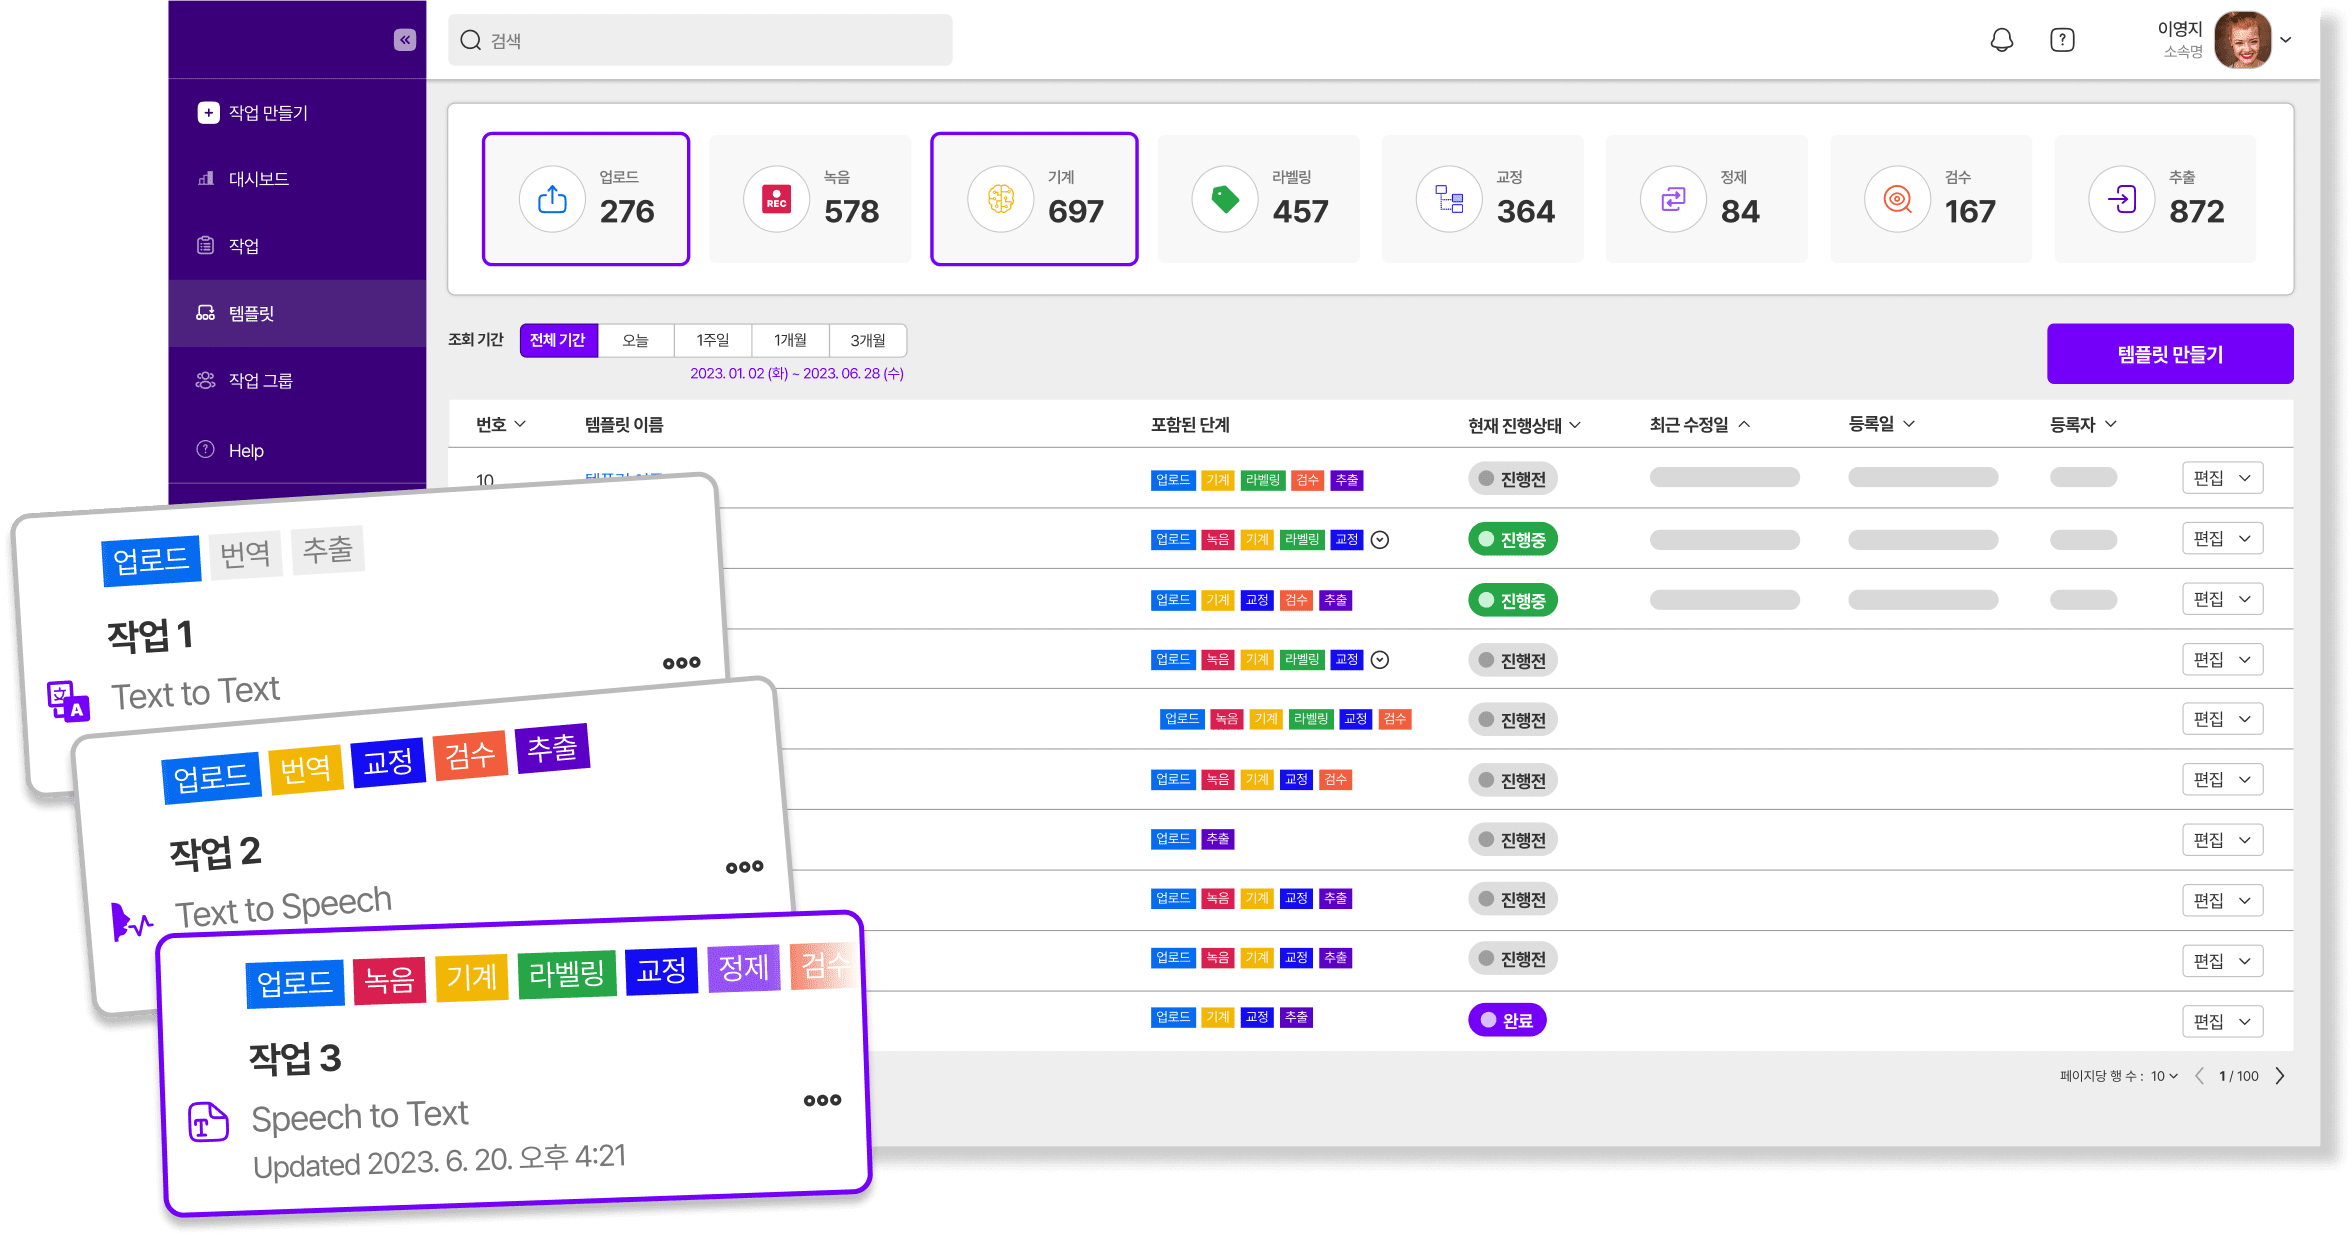 검색
이영지
소속명
작업 만들기
대시보드
작업
템플릿
작업 그룹
Help
업로드
276
REC
녹음
578
기계
697
라벨링
457
교정
364
정제
84
검수
167
추출
872
조회 기간 전체 기간 오늘 1주일 1개월 3개월
2023. 01. 02 (화) ~ 2023. 06. 28 (수)
템플릿 만들기
번호 템플릿 이름 포함된 단계 현재 진행상태 최근 수정일 등록일 등록자
10 템플릿 이름 업로드 기계 라벨링 검수 추출 진행전 편집
업로드 녹음 기계 라벨링 교정 진행중 편집
업로드 기계 교정 검수 추출 진행중 편집
업로드 녹음 기계 라벨링 교정 진행전 편집
업로드 녹음 기계 라벨링 교정 검수 진행전 편집
업로드 녹음 기계 교정 검수 진행전 편집
업로드 추출 진행전 편집
업로드 녹음 기계 교정 추출 진행전 편집
업로드 녹음 기계 교정 추출 진행전 편집
업로드 기계 교정 추출 완료 편집
페이지당 행 수 : 10 1 / 100
업로드 번역 추출
작업 1
文 A
Text to Text
업로드 번역 교정 검수 추출
작업 2
Text to Speech
업로드 녹음 기계 라벨링 교정 정제 검수
작업 3
T
Speech to Text
Updated 2023. 6. 20. 오후 4:21